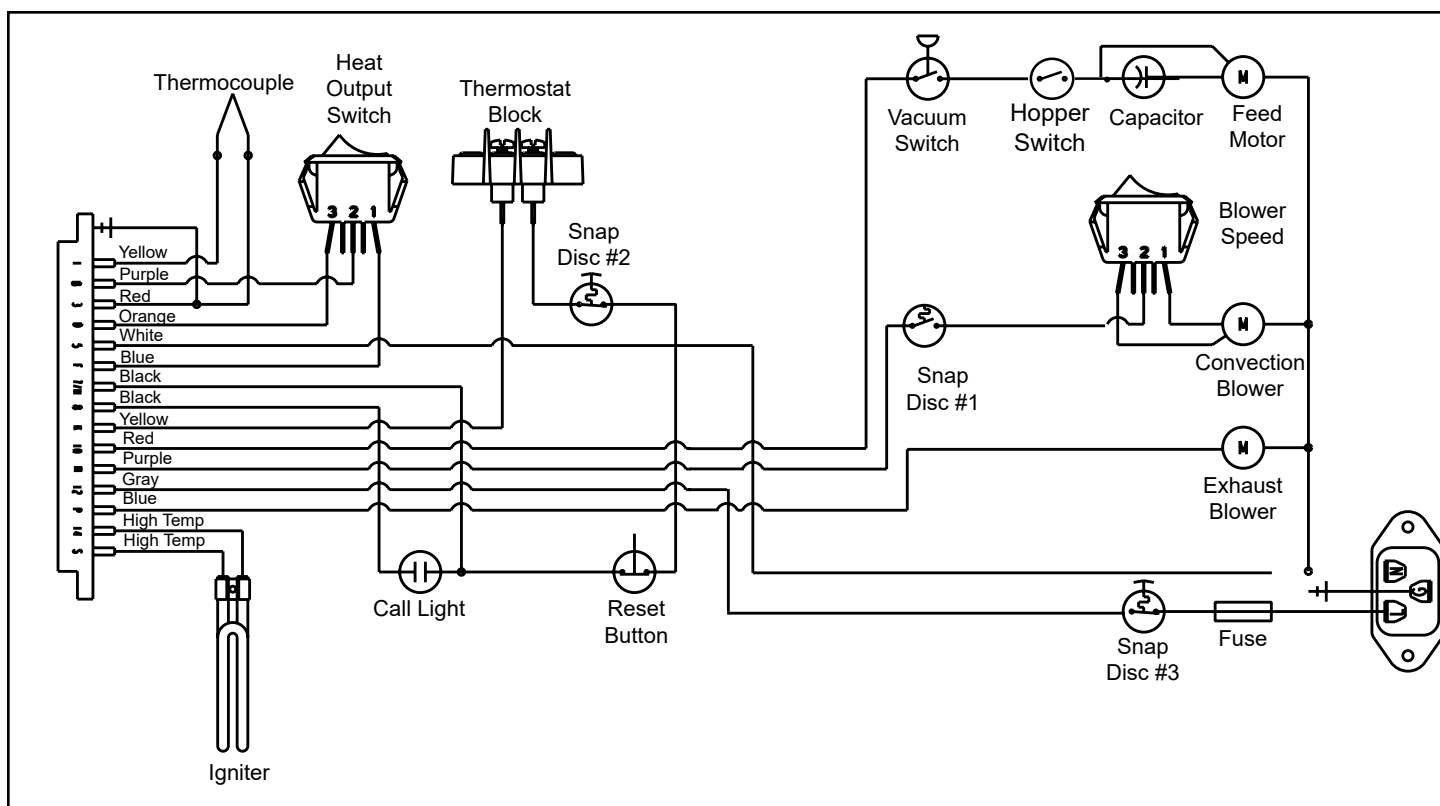 Thermocouple
Heat
Output
Switch
Thermostat
Block
Vacuum
Switch
Hopper
Switch
Capacitor
M
Feed
Motor
3 2 1
Snap
Disc #2
3 2 1
Blower
Speed
Yellow
Purple
Red
Orange
White
Blue
Black
Black
Yellow
Red
Purple
Gray
Blue
High Temp
High Temp
Snap
Disc #1
M
Convection
Blower
M
Exhaust
Blower
Call Light
Reset
Button
Snap
Disc #3
Fuse
N
G
L
Igniter